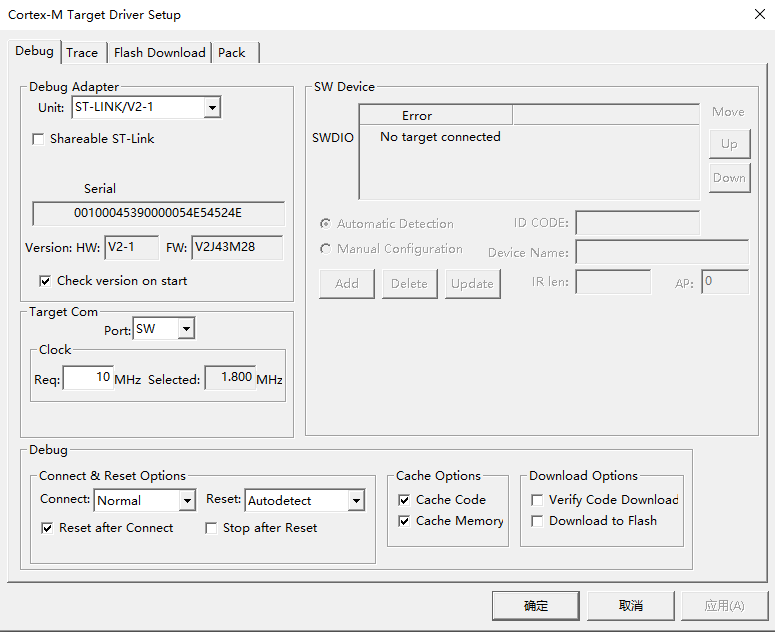 Cortex-M Target Driver Setup
Debug Trace Flash Download Pack
Debug Adapter
Unit: ST-LINK/V2-1
Shareable ST-Link
Serial
00100045390000054E54524E
Version: HW: V2-1 FW: V2J43M28
Check version on start
Target Com
Port: SW
Clock
Req: 10 MHz Selected: 1.800 MHz
SW Device
Error
SWDIO No target connected
Move
Up
Down
Automatic Detection ID CODE:
Manual Configuration Device Name:
Add Delete Update IR len: AP: 0
Debug
Connect & Reset Options
Connect: Normal Reset: Autodetect
Reset after Connect Stop after Reset
Cache Options
Cache Code
Cache Memory
Download Options
Verify Code Download
Download to Flash
确定 取消 应用(A)